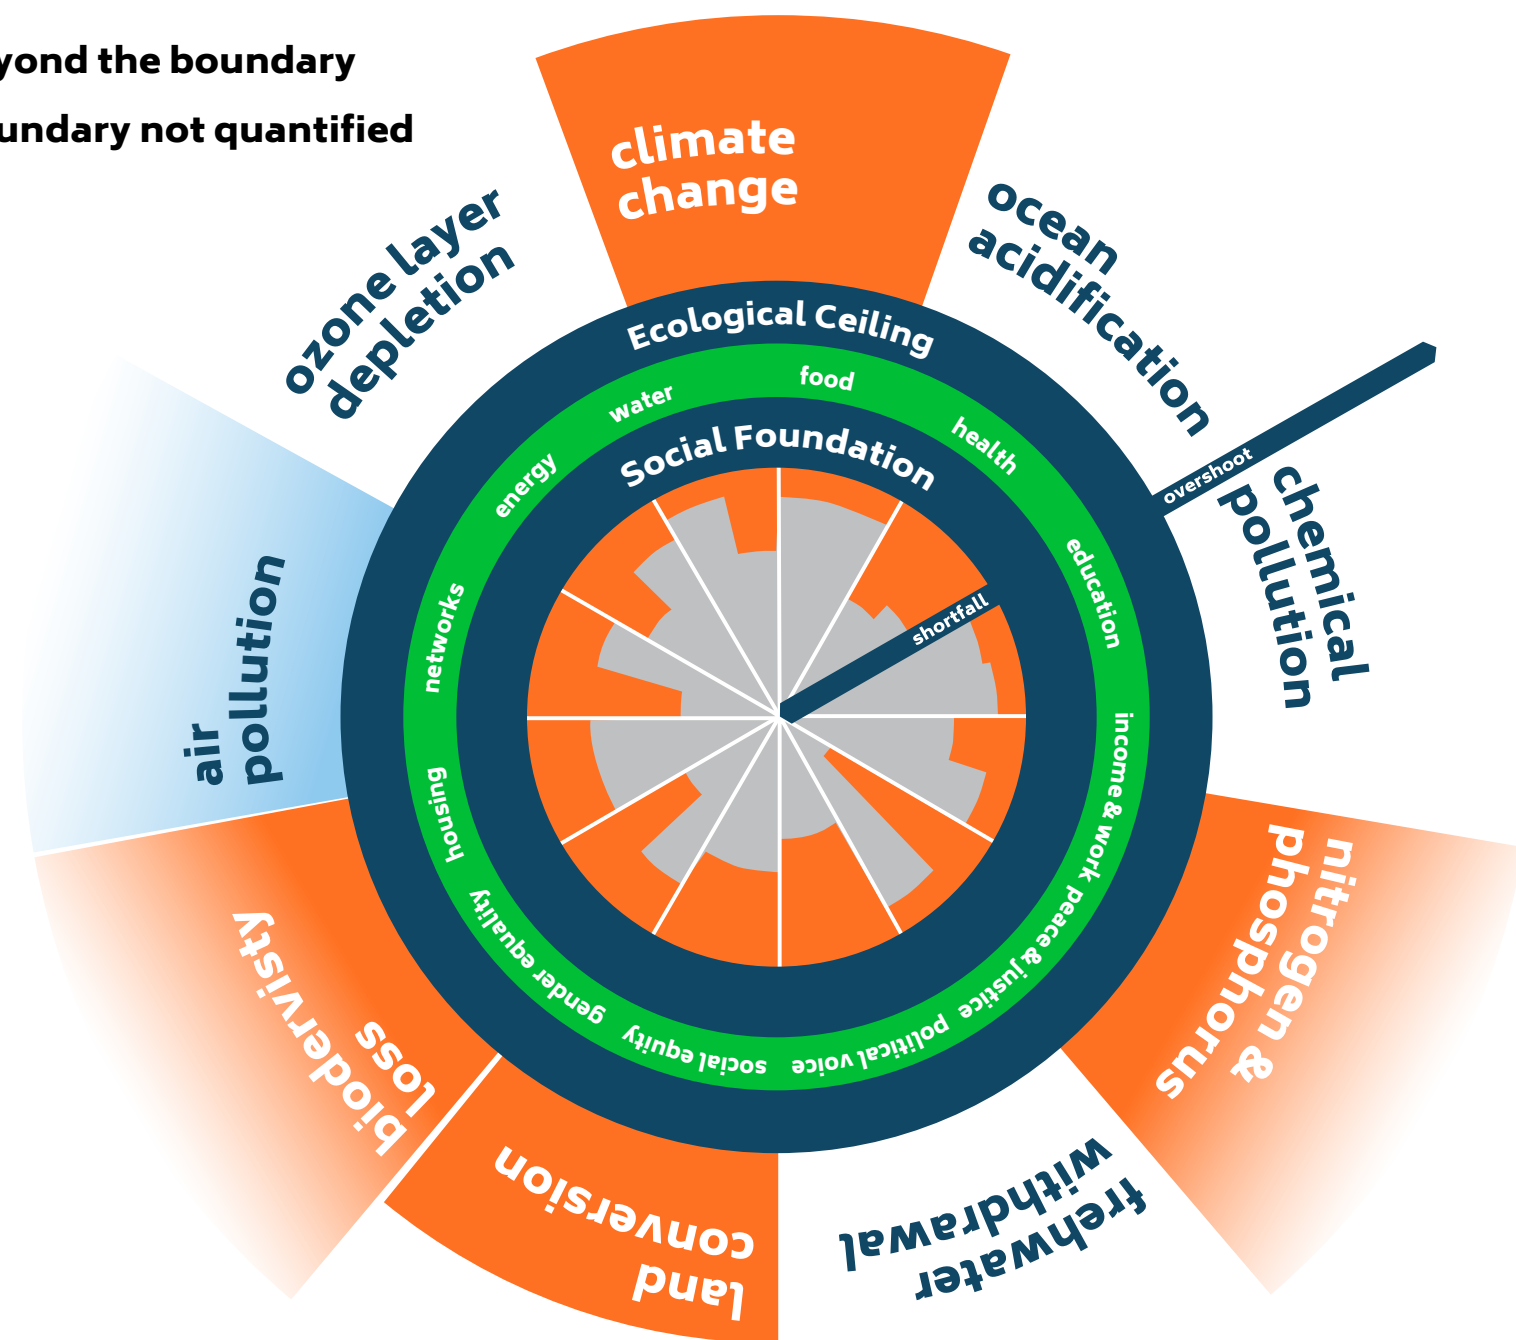 yond the boundary
undary not quantified
climate
change
ocean
acidification
overshoot
chemical
pollution
nitrogen &
phosphorus
frehwater
withdrawal
land
conversion
biodervisty
loss
air
pollution
ozone layer
depletion
Ecological Ceiling
food
health
education
income & work
peace & justice
political voice
social equity
gender equality
housing
networks
energy
water
Social Foundation
shortfall